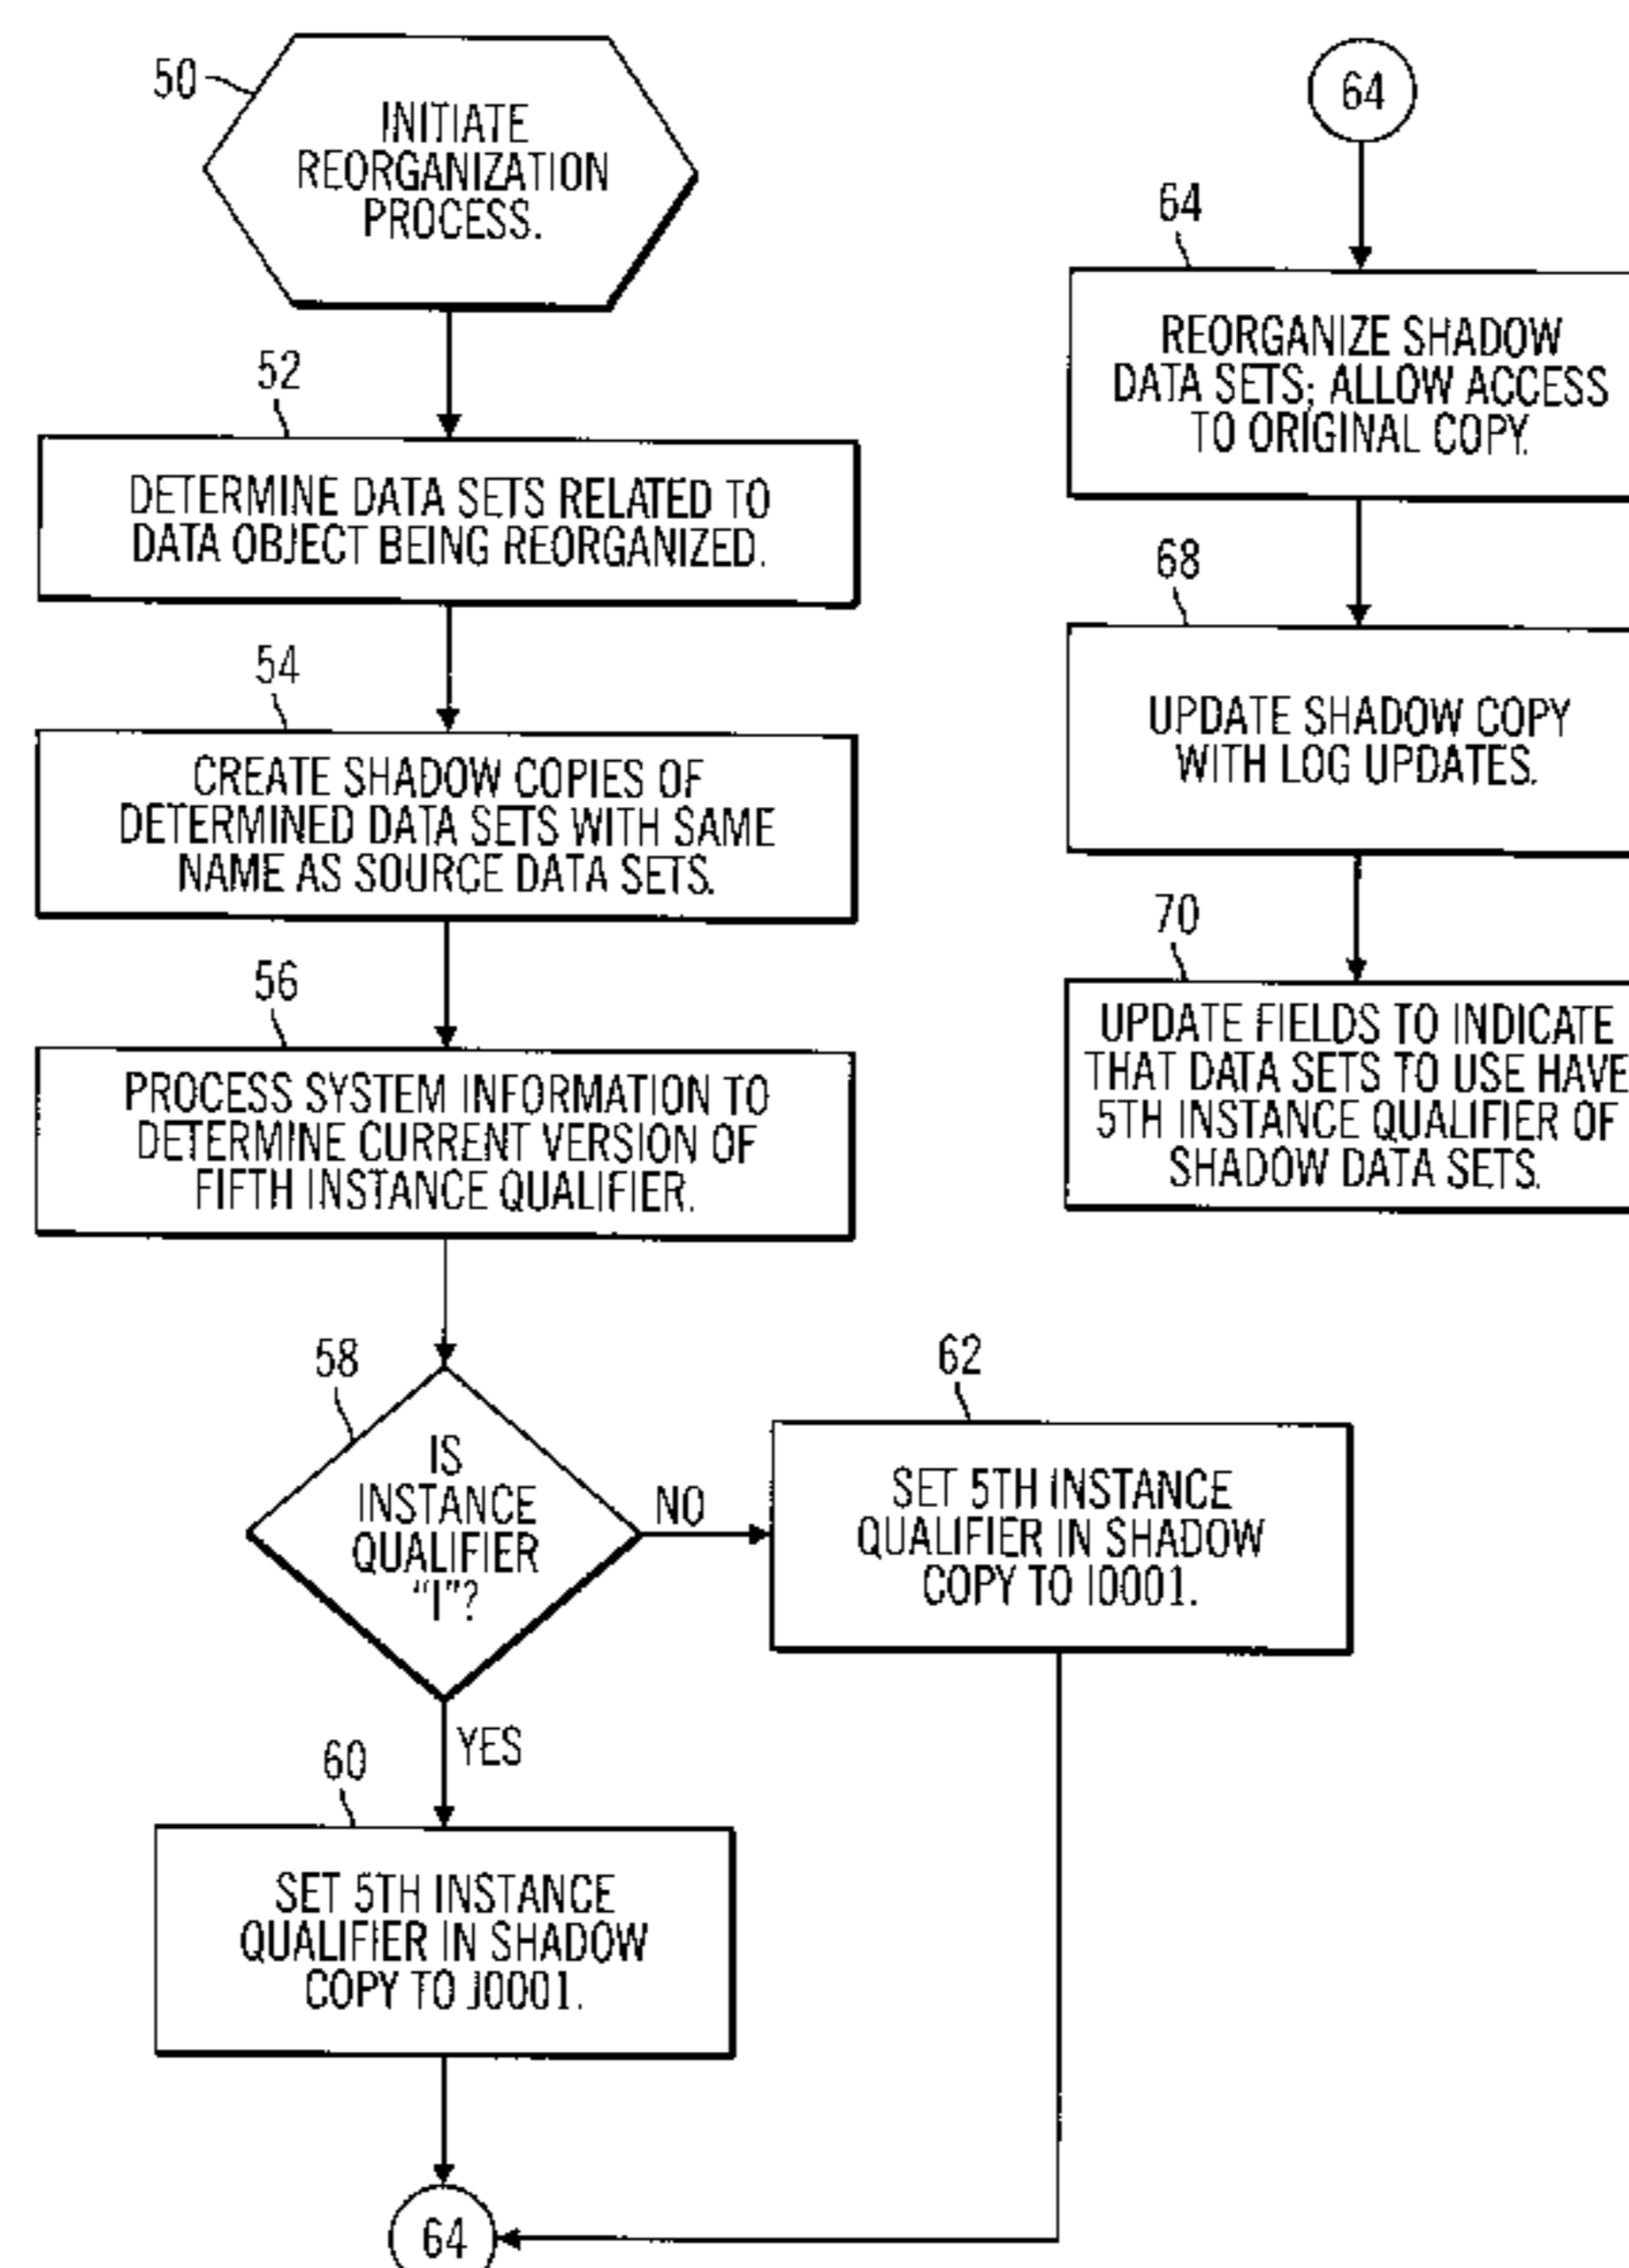 50
INITIATE
REORGANIZATION
PROCESS.
52
DETERMINE DATA SETS RELATED TO
DATA OBJECT BEING REORGANIZED.
54
CREATE SHADOW COPIES OF
DETERMINED DATA SETS WITH SAME
NAME AS SOURCE DATA SETS.
56
PROCESS SYSTEM INFORMATION TO
DETERMINE CURRENT VERSION OF
FIFTH INSTANCE QUALIFIER.
58
IS
INSTANCE
QUALIFIER
"I"?
NO
62
SET 5TH INSTANCE
QUALIFIER IN SHADOW
COPY TO I0001.
YES
60
SET 5TH INSTANCE
QUALIFIER IN SHADOW
COPY TO J0001.
64
64
64
REORGANIZE SHADOW
DATA SETS; ALLOW ACCESS
TO ORIGINAL COPY.
68
UPDATE SHADOW COPY
WITH LOG UPDATES.
70
UPDATE FIELDS TO INDICATE
THAT DATA SETS TO USE HAVE
5TH INSTANCE QUALIFIER OF
SHADOW DATA SETS.